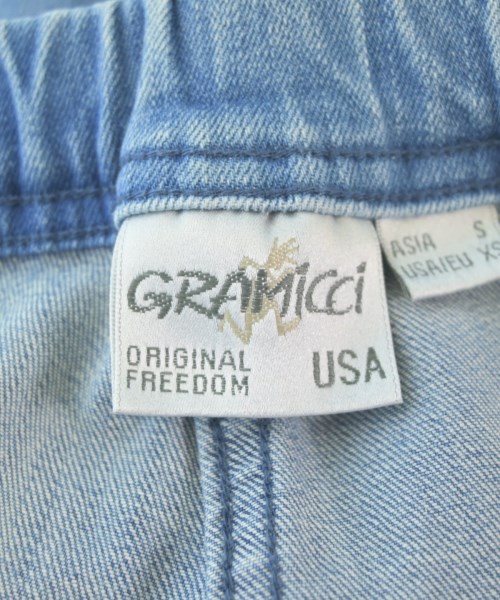 GRAMICCI
ORIGINAL
FREEDOM
USA
ASIA S
USA/EU XS